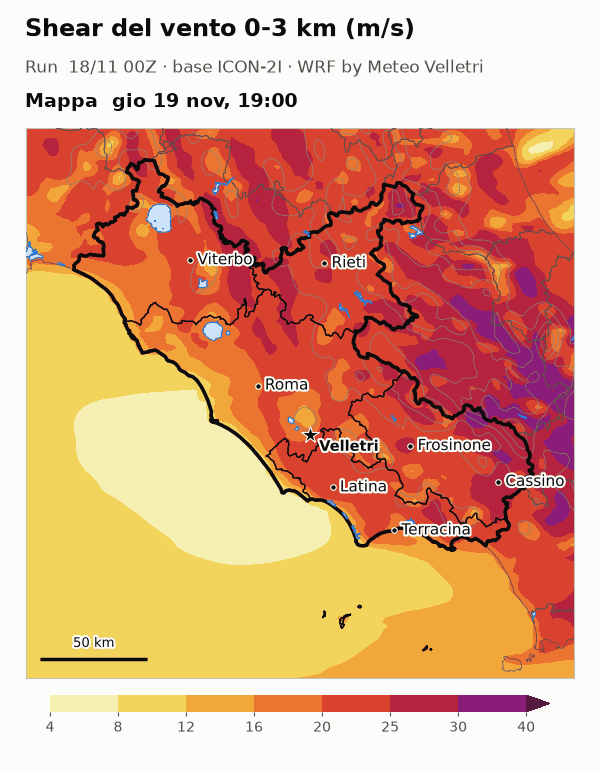 Shear del vento 0-3 km (m/s)
Run  18/11 00Z · base ICON-2I · WRF by Meteo Velletri
Mappa  gio 19 nov, 19:00
Viterbo
Rieti
Roma
Velletri
Frosinone
Cassino
Latina
Terracina
50 km
4 8 12 16 20 25 30 40